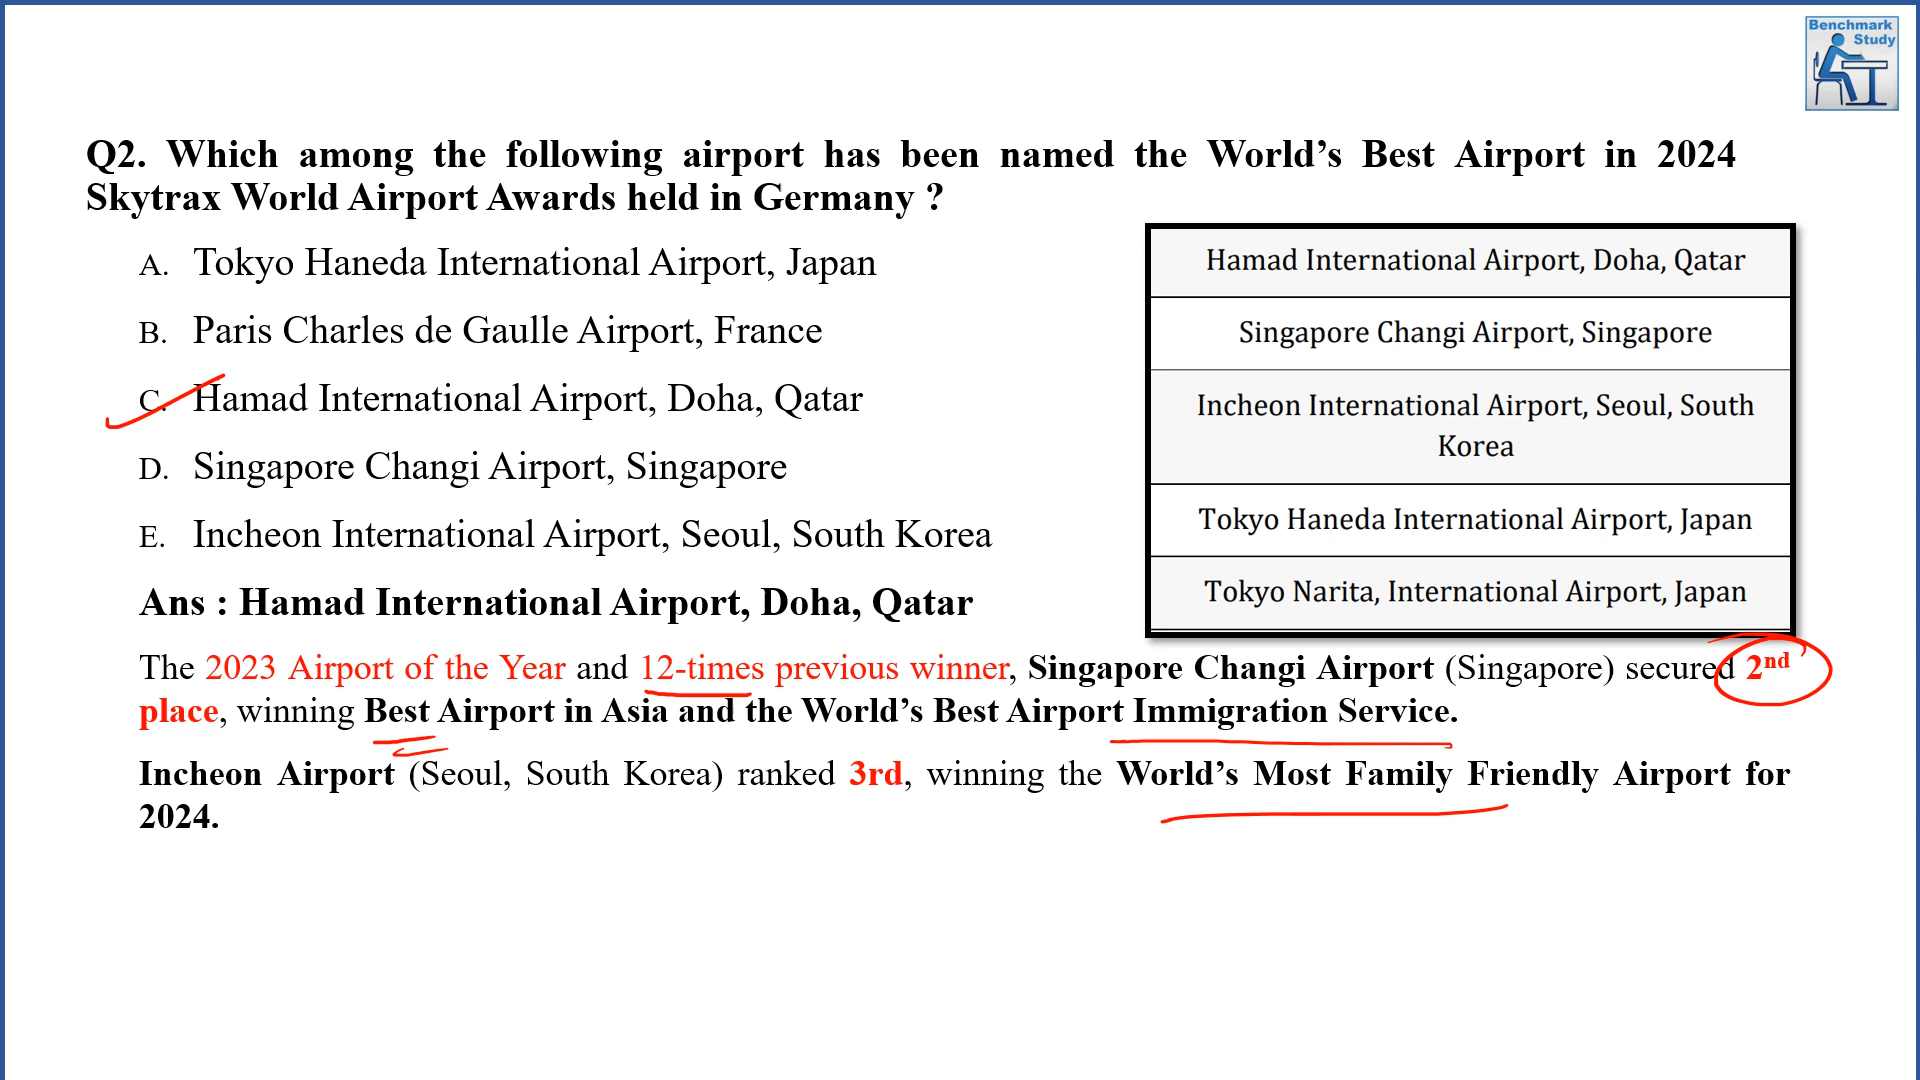 Benchmark
Study
Q2. Which among the following airport has been named the World’s Best Airport in 2024
Skytrax World Airport Awards held in Germany ?
A. Tokyo Haneda International Airport, Japan
B. Paris Charles de Gaulle Airport, France
C. Hamad International Airport, Doha, Qatar
D. Singapore Changi Airport, Singapore
E. Incheon International Airport, Seoul, South Korea
Ans : Hamad International Airport, Doha, Qatar
Hamad International Airport, Doha, Qatar
Singapore Changi Airport, Singapore
Incheon International Airport, Seoul, South
Korea
Tokyo Haneda International Airport, Japan
Tokyo Narita, International Airport, Japan
The 2023 Airport of the Year and 12-times previous winner, Singapore Changi Airport (Singapore) secured 2nd
place, winning Best Airport in Asia and the World’s Best Airport Immigration Service.
Incheon Airport (Seoul, South Korea) ranked 3rd, winning the World’s Most Family Friendly Airport for
2024.